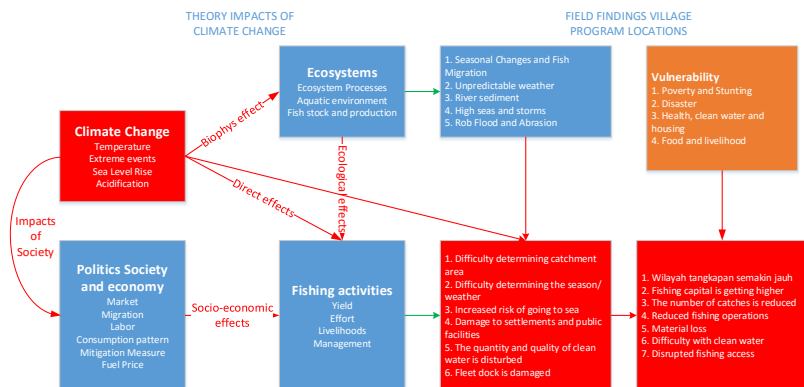 THEORY IMPACTS OF
CLIMATE CHANGE
FIELD FINDINGS VILLAGE
PROGRAM LOCATIONS
Ecosystems
Ecosystem Processes
Aquatic environment
Fish stock and production
1. Seasonal Changes and Fish
Migration
2. Unpredictable weather
3. River sediment
4. High seas and storms
5. Rob Flood and Abrasion
Vulnerability
1. Poverty and Stunting
2. Disaster
3. Health, clean water and
housing
4. Food and livelihood
Climate Change
Temperature
Extreme events
Sea Level Rise
Acidification
Biophys effect
Direct effects
Ecological effects
Impacts
of
Society
Politics Society
and economy
Market
Migration
Labor
Consumption pattern
Mitigation Measure
Fuel Price
Socio-economic
effects
Fishing activities
Yield
Effort
Livelihoods
Management
1. Difficulty determining catchment
area
2. Difficulty determining the season/
weather
3. Increased risk of going to sea
4. Damage to settlements and public
facilities
5. The quantity and quality of clean
water is disturbed
6. Fleet dock is damaged
1. Wilayah tangkapan semakin jauh
2. Fishing capital is getting higher
3. The number of catches is reduced
4. Reduced fishing operations
5. Material loss
6. Difficulty with clean water
7. Disrupted fishing access